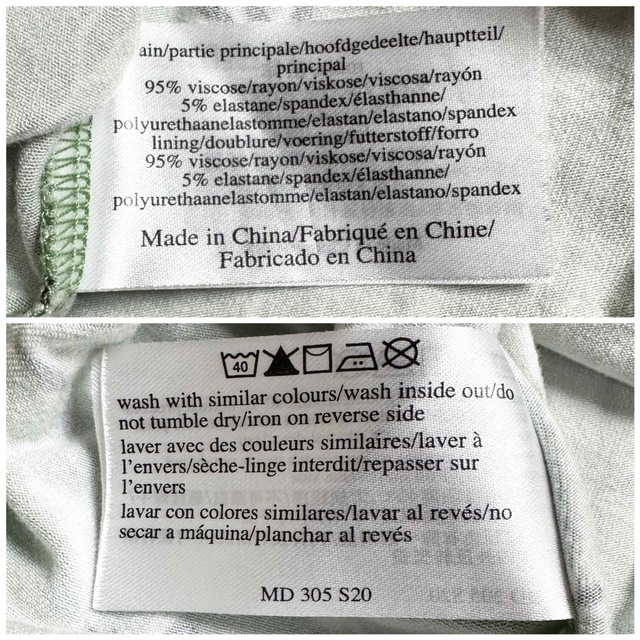 ain/partie principale/hoofdgedeelte/hauptteil/
principal
95% viscose/rayon/viskose/viscosa/rayón
5% elastane/spandex/élasthanne/
polyurethaanelastomme/elastan/elastano/spandex
lining/doublure/voering/futterstoff/forro
95% viscose/rayon/viskose/viscosa/rayón
5% elastane/spandex/élasthanne/
polyurethaanelastomme/elastan/elastano/spandex
Made in China/Fabriqué en Chine/
Fabricado en China
40
wash with similar colours/wash inside out/do
not tumble dry/iron on reverse side
laver avec des couleurs similaires/laver à
l'envers/sèche-linge interdit/repasser sur
l'envers
lavar con colores similares/lavar al revés/no
secar a máquina/planchar al revés
MD 305 S20